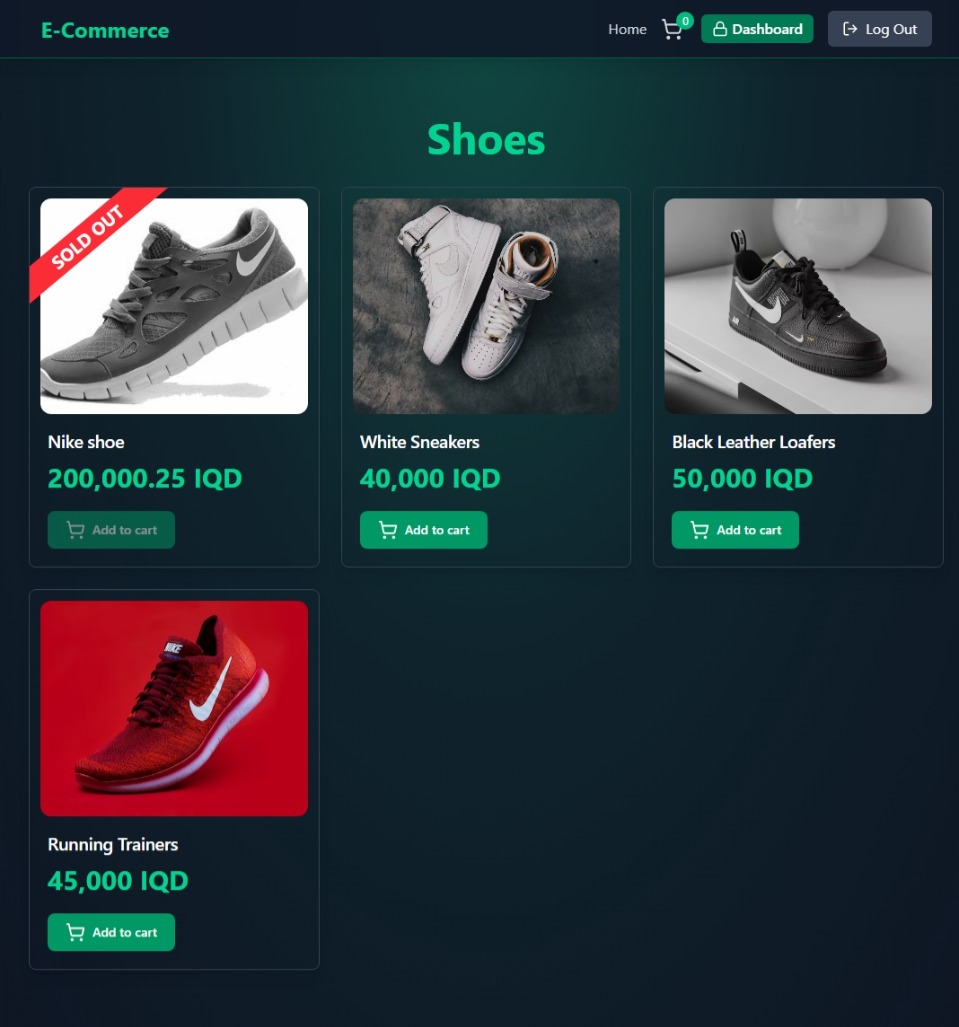 E-Commerce
Home
0
Dashboard
Log Out
Shoes
SOLD OUT
Nike shoe
200,000.25 IQD
Add to cart
White Sneakers
40,000 IQD
Add to cart
Black Leather Loafers
50,000 IQD
Add to cart
NIKE
Running Trainers
45,000 IQD
Add to cart